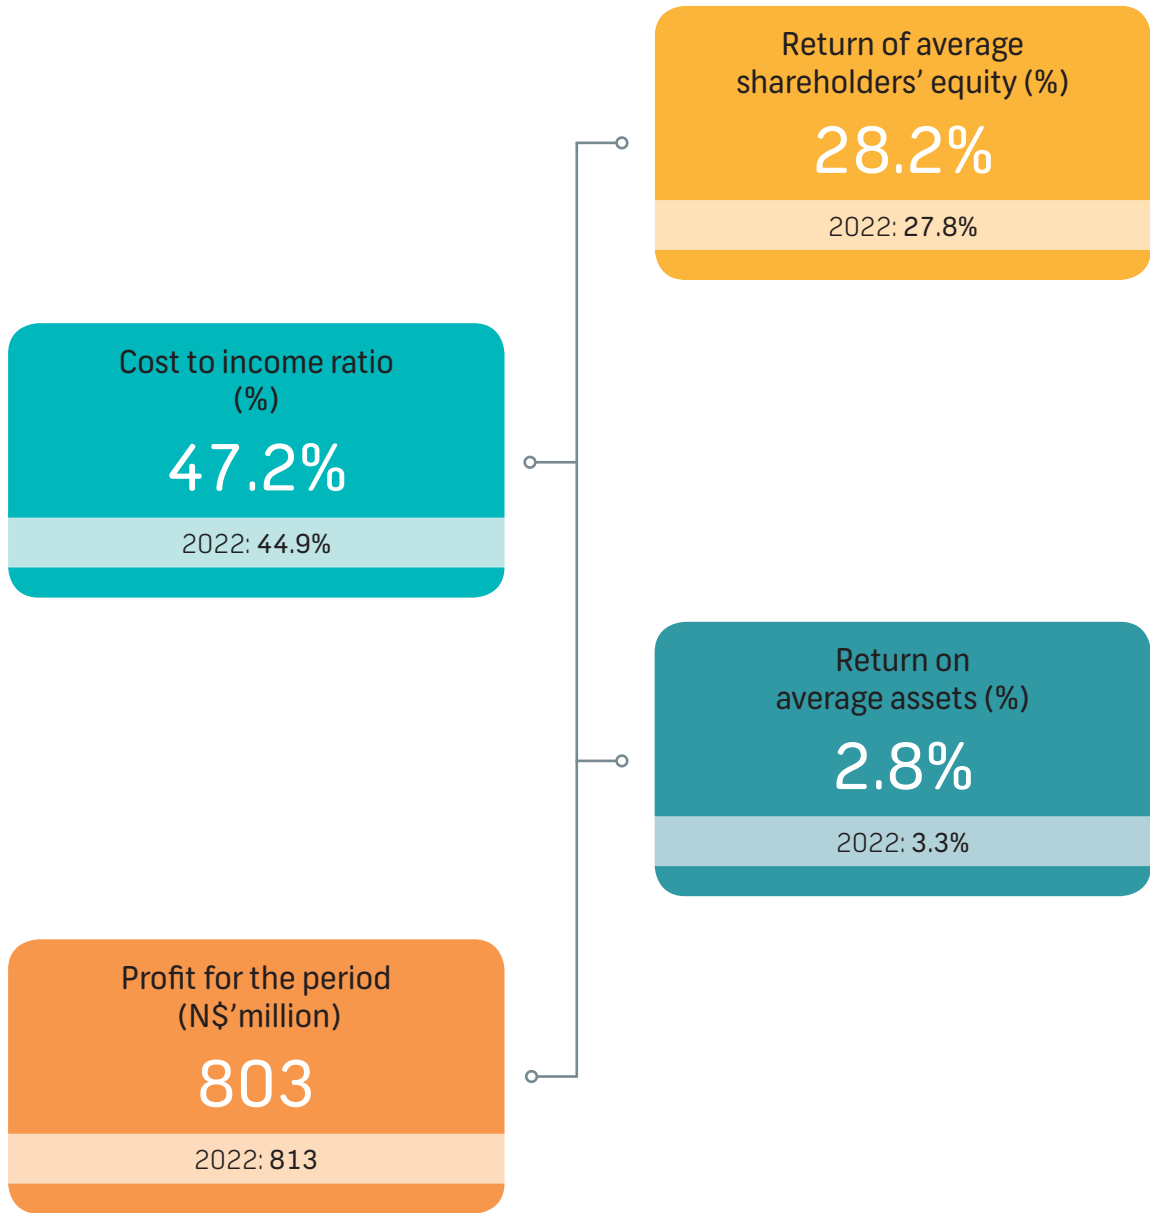 Return of average
shareholders’ equity (%)
28.2%
2022: 27.8%
Cost to income ratio
(%)
47.2%
2022: 44.9%
Return on
average assets (%)
2.8%
2022: 3.3%
Profit for the period
(N$’million)
803
2022: 813